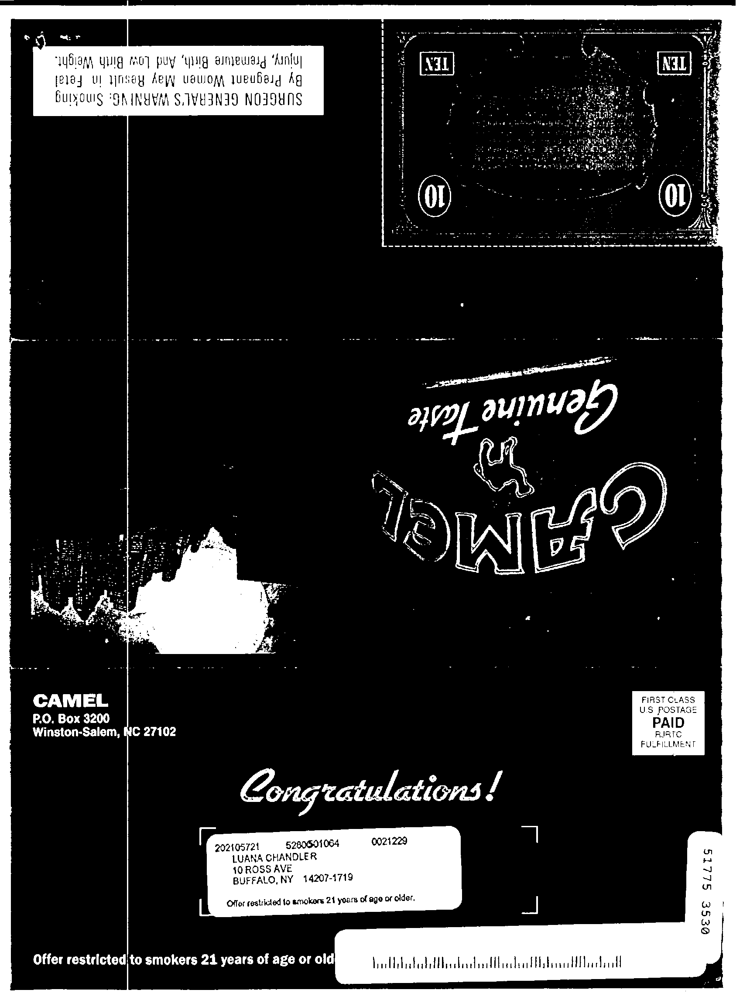 SURGEON GENERAL'S WARNING: Smoking
By Pregnant Women May Result in Fetal
Injury, Premature Birth, And Low Birth Weight.
TEN
TEN
10
10
Genuine Taste
CAMEL
CAMEL
P.O. Box 3200
Winston-Salem, NC 27102
FIRST CLASS
U.S. POSTAGE
PAID
RJRTC
FULFILLMENT
Congratulations!
202105721 5280501064 0021229
LUANA CHANDLER
10 ROSS AVE
BUFFALO, NY 14207-1719
Offer restricted to smokers 21 years of age or older.
Offer restricted to smokers 21 years of age or old
51775 3530